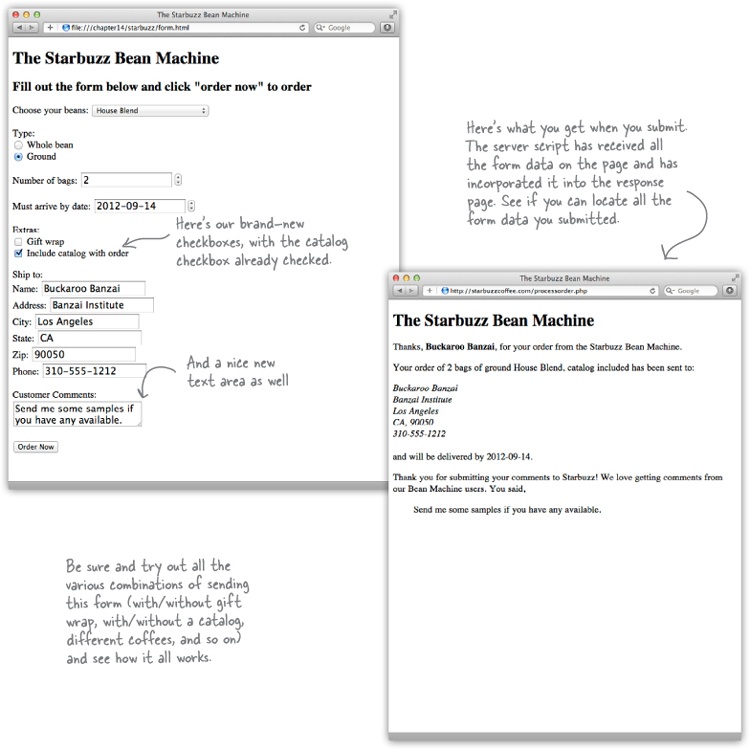 The Starbuzz Bean Machine
file:///chapter14/starbuzz/form.html
Google
The Starbuzz Bean Machine
Fill out the form below and click "order now" to order
Choose your beans: House Blend
Type:
Whole bean
Ground
Number of bags: 2
Must arrive by date: 2012-09-14
Extras:
Gift wrap
Include catalog with order
Here's our brand-new
checkboxes, with the catalog
checkbox already checked.
Ship to:
Name: Buckaroo Banzai
Address: Banzai Institute
City: Los Angeles
State: CA
Zip: 90050
Phone: 310-555-1212
And a nice new
text area as well
Customer Comments:
Send me some samples if
you have any available.
Order Now
Here's what you get when you submit.
The server script has received all
the form data on the page and has
incorporated it into the response
page. See if you can locate all the
form data you submitted.
The Starbuzz Bean Machine
http://starbuzzcoffee.com/processorder.php
Google
The Starbuzz Bean Machine
Thanks, Buckaroo Banzai, for your order from the Starbuzz Bean Machine.
Your order of 2 bags of ground House Blend, catalog included has been sent to:
Buckaroo Banzai
Banzai Institute
Los Angeles
CA, 90050
310-555-1212
and will be delivered by 2012-09-14.
Thank you for submitting your comments to Starbuzz! We love getting comments from
our Bean Machine users. You said,
Send me some samples if you have any available.
Be sure and try out all the
various combinations of sending
this form (with/without gift
wrap, with/without a catalog,
different coffees, and so on)
and see how it all works.